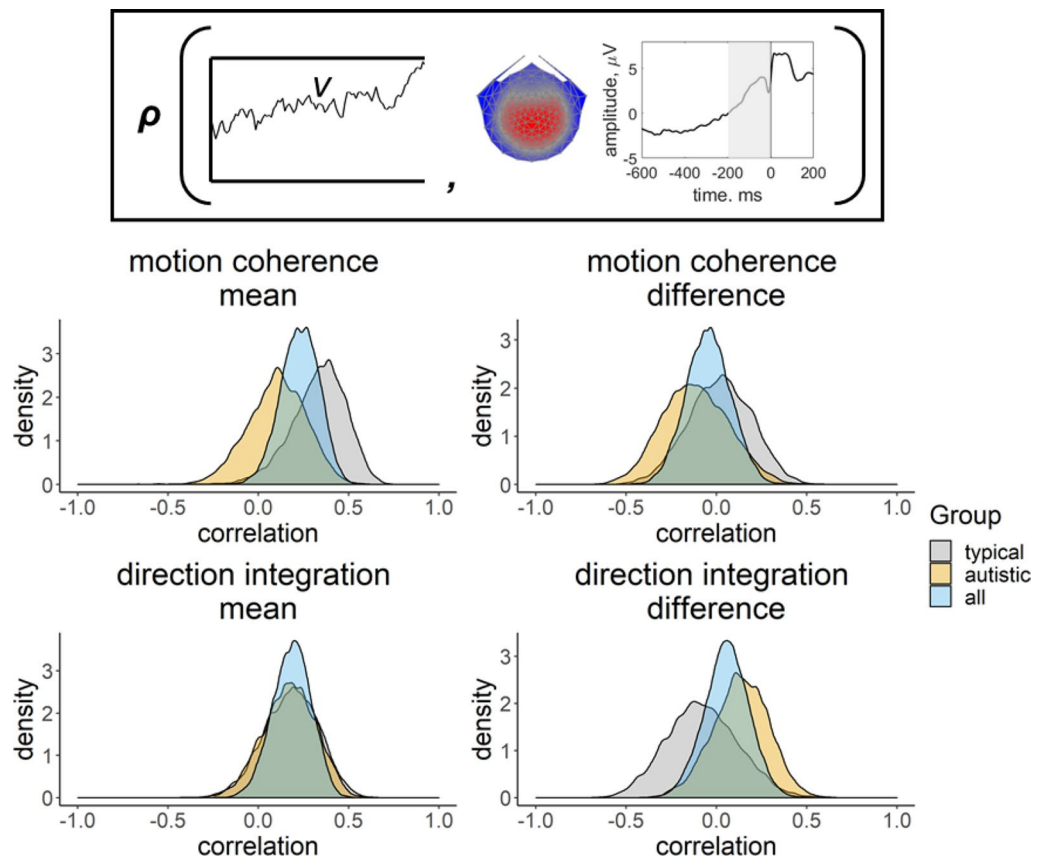 ρ
v
,
amplitude, μV
5
0
-5
-600 -400 -200 0 200
time. ms
motion coherence
mean
density
3
2
1
0
-1.0 -0.5 0.0 0.5 1.0
correlation
motion coherence
difference
density
3
2
1
0
-1.0 -0.5 0.0 0.5 1.0
correlation
Group
typical
autistic
all
direction integration
mean
density
3
2
1
0
-1.0 -0.5 0.0 0.5 1.0
correlation
direction integration
difference
density
3
2
1
0
-1.0 -0.5 0.0 0.5 1.0
correlation